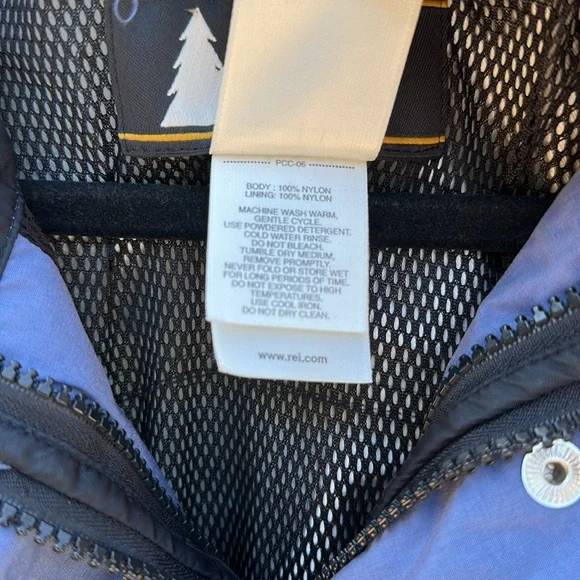 PCC-06
BODY : 100% NYLON
LINING: 100% NYLON
MACHINE WASH WARM,
GENTLE CYCLE.
USE POWDERED DETERGENT.
COLD WATER RINSE.
DO NOT BLEACH.
TUMBLE DRY MEDIUM,
REMOVE PROMPTLY
NEVER FOLD OR STORE WET
FOR LONG PERIODS OF TIME.
DO NOT EXPOSE TO HIGH
TEMPERATURES.
USE COOL IRON.
DO NOT DRY CLEAN.
www.rei.com